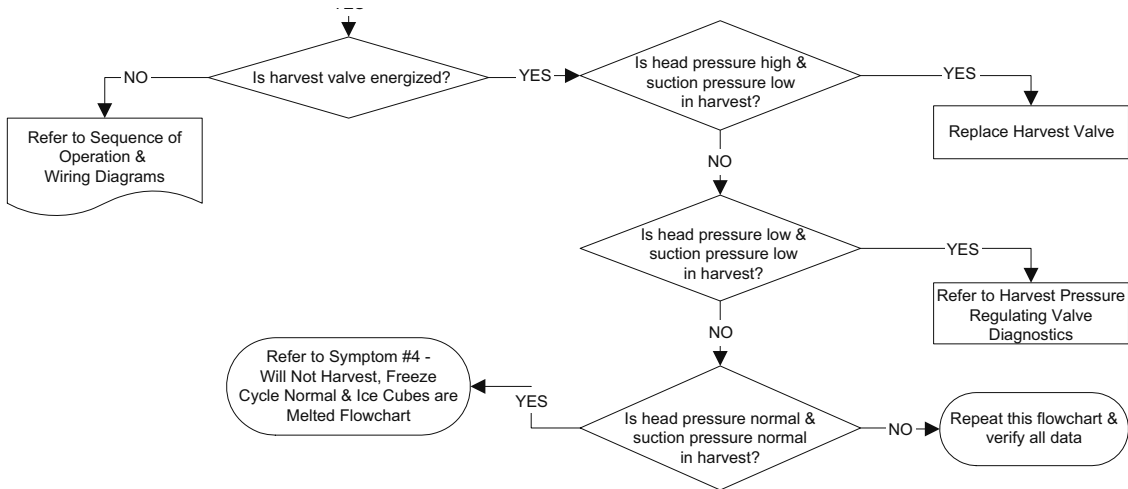 YES
Is harvest valve energized?
NO
YES
Is head pressure high &
suction pressure low
in harvest?
YES
Replace Harvest Valve
Refer to Sequence of
Operation &
Wiring Diagrams
NO
Is head pressure low &
suction pressure low
in harvest?
YES
Refer to Harvest Pressure
Regulating Valve
Diagnostics
NO
Refer to Symptom #4 -
Will Not Harvest, Freeze
Cycle Normal & Ice Cubes are
Melted Flowchart
YES
Is head pressure normal &
suction pressure normal
in harvest?
NO
Repeat this flowchart &
verify all data